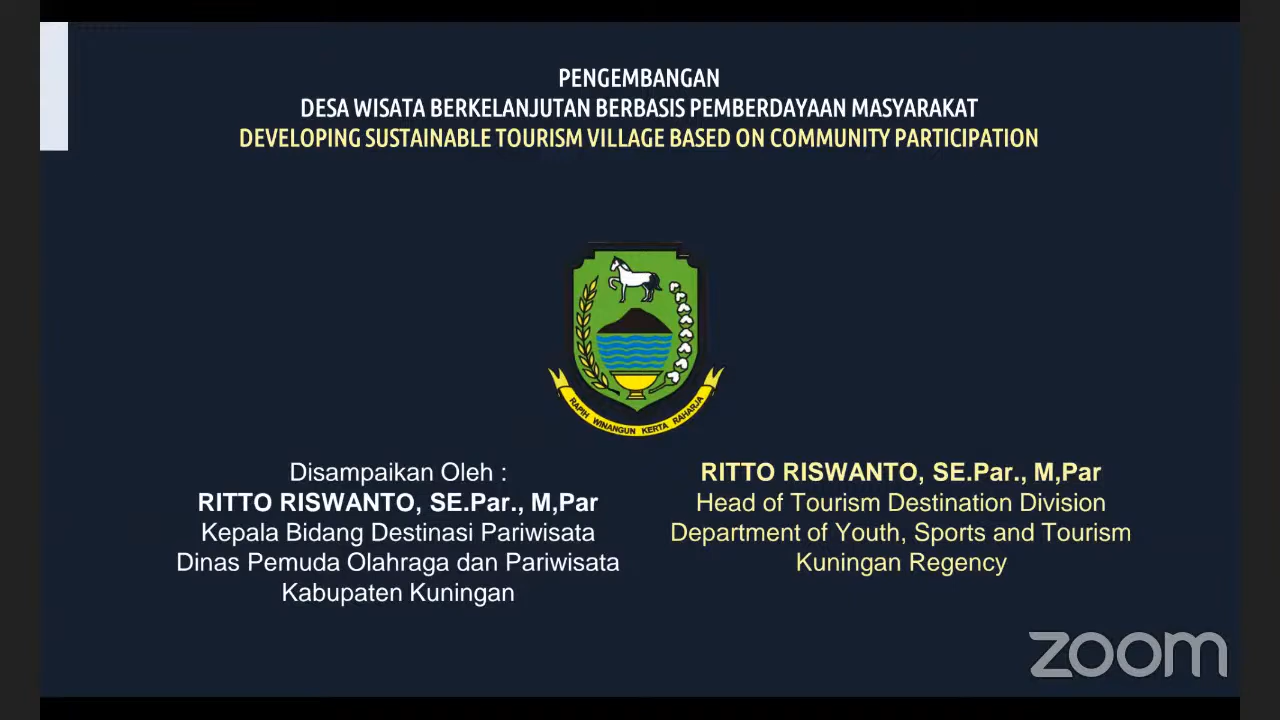 PENGEMBANGAN
DESA WISATA BERKELANJUTAN BERBASIS PEMBERDAYAAN MASYARAKAT
DEVELOPING SUSTAINABLE TOURISM VILLAGE BASED ON COMMUNITY PARTICIPATION
RAPIH WINANGUN KERTA RAHARJA
Disampaikan Oleh :
RITTO RISWANTO, SE.Par., M,Par
Kepala Bidang Destinasi Pariwisata
Dinas Pemuda Olahraga dan Pariwisata
Kabupaten Kuningan
RITTO RISWANTO, SE.Par., M,Par
Head of Tourism Destination Division
Department of Youth, Sports and Tourism
Kuningan Regency
zoom